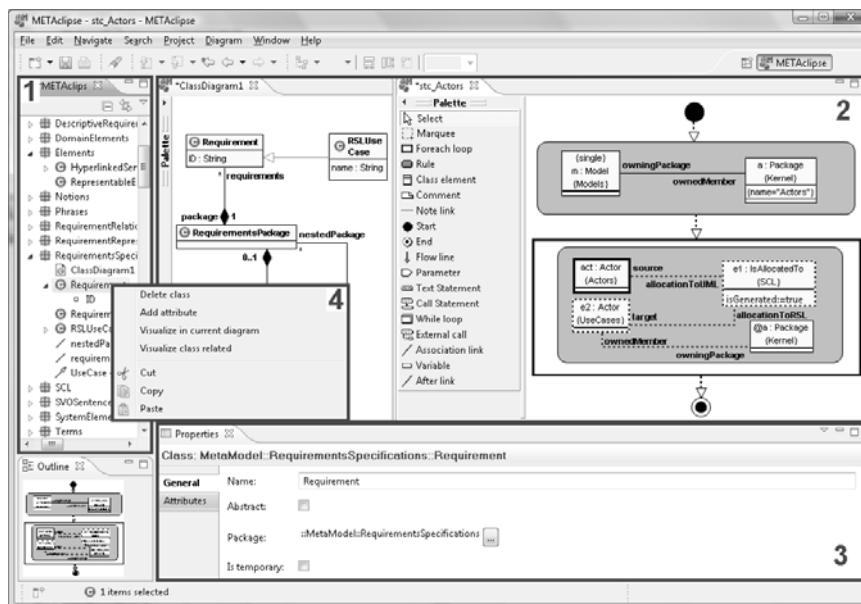 METAclipse - stc_Actors - METAclipse
File Edit Navigate Search Project Diagram Window Help
METAclipse
1
*METAclips
DescriptiveRequirer
DomainElements
Elements
HyperlinkedSer
RepresentableE
Notions
Phrases
RequirementRelatio
RequirementRepres
RequirementsSpeci
ClassDiagram1
Requirem
ID
Requirem
RSLUseCa
nestedPa
requirem
UseCase
SCL
SVOSentenc
SystemElemen
Terms
*ClassDiagram1
Palette
Requirement
ID : String
RSLUse
Case
name : String
*
requirements
package
1
RequirementsPackage
nestedPackage
0..1
*
4
Delete class
Add attribute
Visualize in current diagram
Visualize class related
Cut
Copy
Paste
*stc_Actors
Palette
Select
Marquee
Foreach loop
Rule
Class element
Comment
Note link
Start
End
Flow line
Parameter
Text Statement
Call Statement
While loop
External call
Association link
Variable
After link
2
{single}
m : Model
(Models)
owningPackage
ownedMember
a : Package
(Kernel)
{name="Actors"}
act : Actor
(Actors)
source
allocationToUML
e1 : IsAllocatedTo
(SCL)
isGenerated:=true
e2 : Actor
(UseCases)
target
allocationToRSL
@a : Package
(Kernel)
ownedMember
owningPackage
Outline
Properties
Class: MetaModel::RequirementsSpecifications::Requirement
General
Attributes
Name:
Requirement
Abstract:
Package:
::MetaModel::RequirementsSpecifications
...
Is temporary:
3
1 items selected